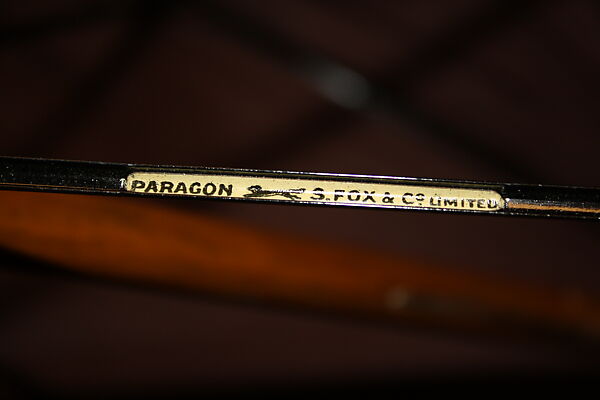 PARAGON S.FOX & Co LIMITED